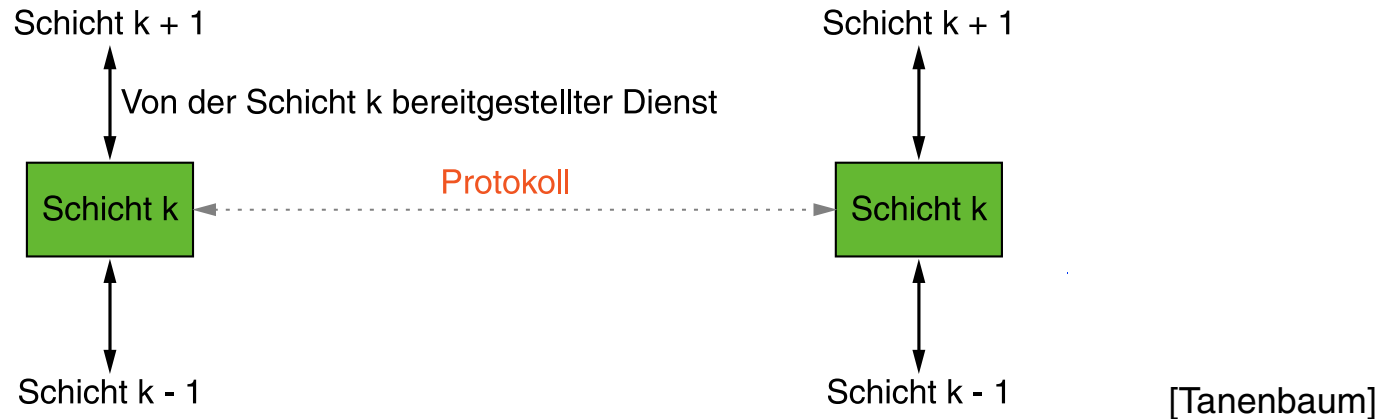 Schicht k + 1
Schicht k + 1
Von der Schicht k bereitgestellter Dienst
Protokoll
Schicht k
Schicht k
Schicht k - 1
Schicht k - 1
[Tanenbaum]